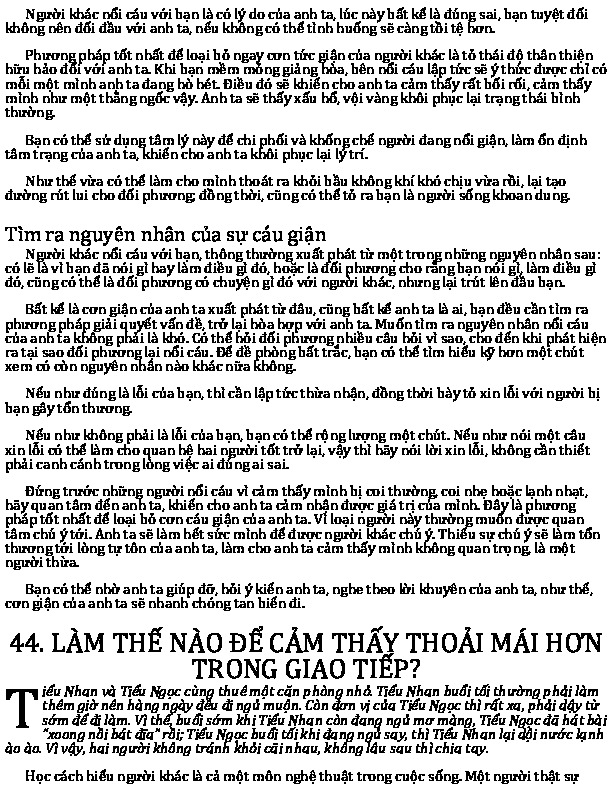 Người khác nổi cáu với bạn là có lý do của anh ta, lúc này bất kể là đúng sai, bạn tuyệt đối
không nên đối đầu với anh ta, nếu không có thể tình huống sẽ càng tồi tệ hơn.
Phương pháp tốt nhất để loại bỏ ngay cơn tức giận của người khác là tỏ thái độ thân thiện
hữu hảo đối với anh ta. Khi bạn mềm mỏng giảng hòa, bên nổi cáu lập tức sẽ ý thức được chỉ có
mỗi một mình anh ta đang hò hét. Điều đó sẽ khiến cho anh ta cảm thấy rất bối rối, cảm thấy
mình như một thằng ngốc vậy. Anh ta sẽ thấy xấu hổ, vội vàng khôi phục lại trạng thái bình
thường.
Bạn có thể sử dụng tâm lý này để chi phối và khống chế người đang nổi giận, làm ổn định
tâm trạng của anh ta, khiến cho anh ta khôi phục lại lý trí.
Như thế vừa có thể làm cho mình thoát ra khỏi bầu không khí khó chịu vừa rồi, lại tạo
đường rút lui cho đối phương; đồng thời, cũng có thể tỏ ra bạn là người sống khoan dung.
Tìm ra nguyên nhân của sự cáu giận
Người khác nổi cáu với bạn, thông thường xuất phát từ một trong những nguyên nhân sau:
có lẽ là vì bạn đã nói gì hay làm điều gì đó, hoặc là đối phương cho rằng bạn nói gì, làm điều gì
đó, cũng có thể là đối phương có chuyện gì đó với người khác, nhưng lại trút lên đầu bạn.
Bất kể là cơn giận của anh ta xuất phát từ đâu, cũng bất kể anh ta là ai, bạn đều cần tìm ra
phương pháp giải quyết vấn đề, trở lại hòa hợp với anh ta. Muốn tìm ra nguyên nhân nổi cáu
của anh ta không phải là khó. Có thể hỏi đối phương nhiều câu hỏi vì sao, cho đến khi phát hiện
ra tại sao đối phương lại nổi cáu. Để đề phòng bất trắc, bạn có thể tìm hiểu kỹ hơn một chút
xem có còn nguyên nhân nào khác nữa không.
Nếu như đúng là lỗi của bạn, thì cần lập tức thừa nhận, đồng thời bày tỏ xin lỗi với người bị
bạn gây tổn thương.
Nếu như không phải là lỗi của bạn, bạn có thể rộng lượng một chút. Nếu như nói một câu
xin lỗi có thể làm cho quan hệ hai người tốt trở lại, vậy thì hãy nói lời xin lỗi, không cần thiết
phải canh cánh trong lòng việc ai đúng ai sai.
Đứng trước những người nổi cáu vì cảm thấy mình bị coi thường, coi nhẹ hoặc lạnh nhạt,
hãy quan tâm đến anh ta, khiến cho anh ta cảm nhận được giá trị của mình. Đây là phương
pháp tốt nhất để loại bỏ cơn cáu giận của anh ta. Vì loại người này thường muốn được quan
tâm chú ý tới. Anh ta sẽ làm hết sức mình để được người khác chú ý. Thiếu sự chú ý sẽ làm tổn
thương tới lòng tự tôn của anh ta, làm cho anh ta cảm thấy mình không quan trọng, là một
người thừa.
Bạn có thể nhờ anh ta giúp đỡ, hỏi ý kiến anh ta, nghe theo lời khuyên của anh ta, như thế,
cơn giận của anh ta sẽ nhanh chóng tan biến đi.
44. LÀM THẾ NÀO ĐỂ CẢM THẤY THOẢI MÁI HƠN
TRONG GIAO TIẾP?
Tiểu Nhan và Tiểu Ngọc cùng thuê một căn phòng nhỏ. Tiểu Nhan buổi tối thường phải làm
thêm giờ nên hàng ngày đều đi ngủ muộn. Còn đơn vị của Tiểu Ngọc thì rất xa, phải dậy từ
sớm để đi làm. Vì thế, buổi sớm khi Tiểu Nhan còn đang ngủ mơ màng, Tiểu Ngọc đã hát bài
"xoong nồi bát đĩa" rồi; Tiểu Ngọc buổi tối khi đang ngủ say, thì Tiểu Nhan lại dội nước lạnh
ào ào. Vì vậy, hai người không tránh khỏi cãi nhau, không lâu sau thì chia tay.
Học cách hiểu người khác là cả một môn nghệ thuật trong cuộc sống. Một người thật sự